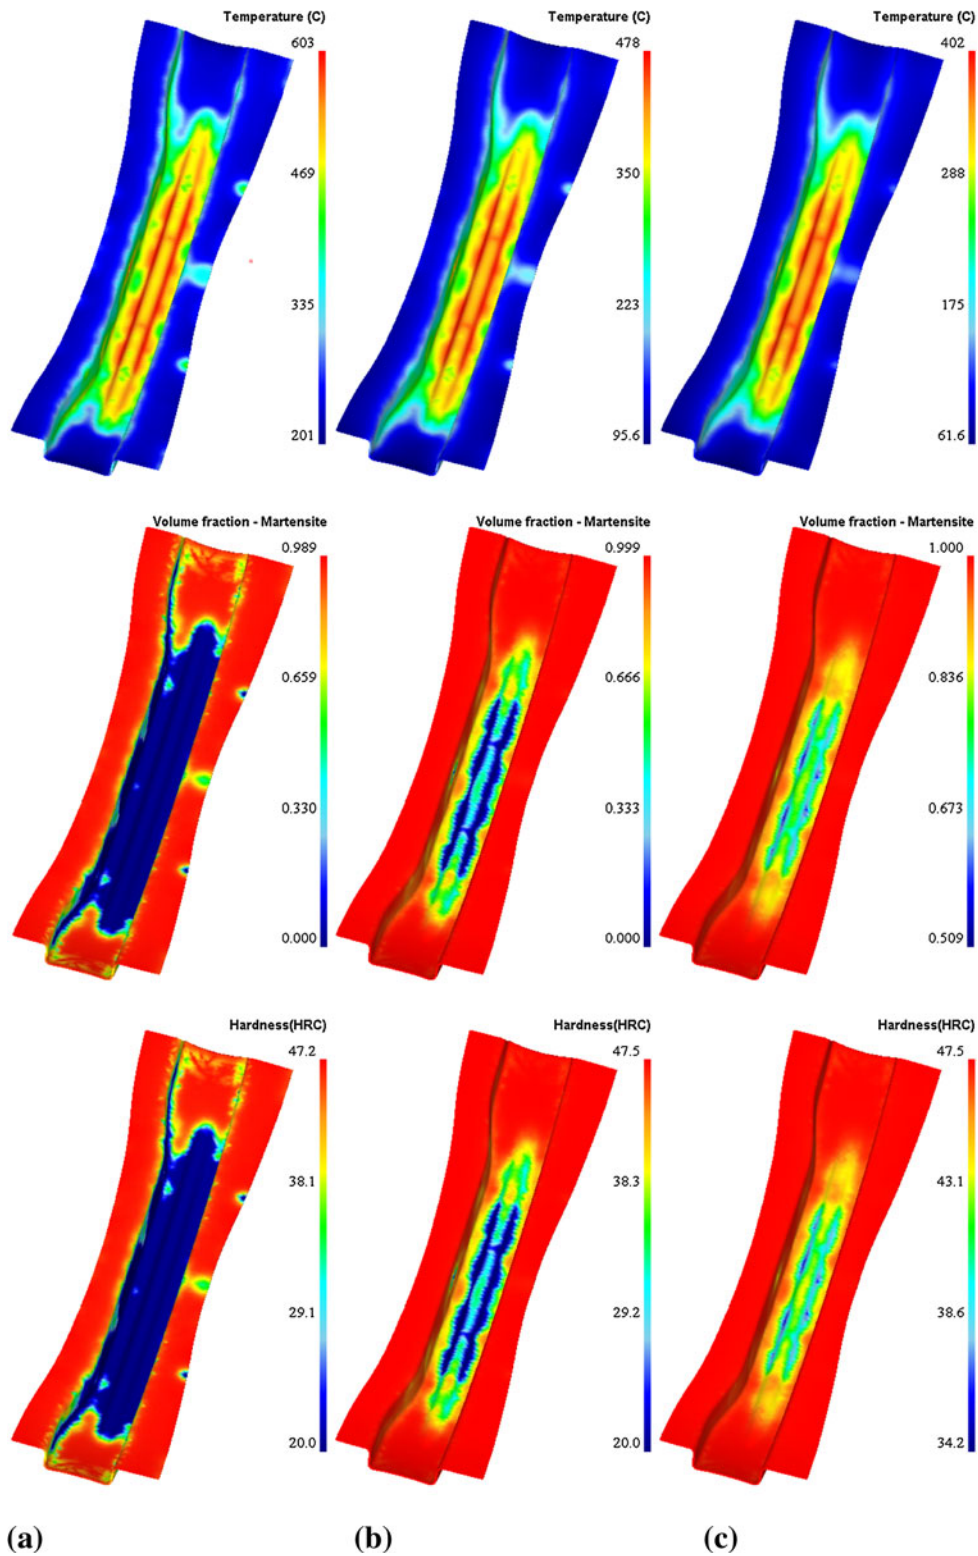 Temperature (C) Temperature (C) Temperature (C)
603 478 402
469 350 288
335 223 175
201 95.6 61.6
Volume fraction - Martensite Volume fraction - Martensite Volume fraction - Martensite
0.989 0.999 1.000
0.659 0.666 0.836
0.330 0.333 0.673
0.000 0.000 0.509
Hardness(HRC) Hardness(HRC) Hardness(HRC)
47.2 47.5 47.5
38.1 38.3 43.1
29.1 29.2 38.6
20.0 20.0 34.2
(a) (b) (c)